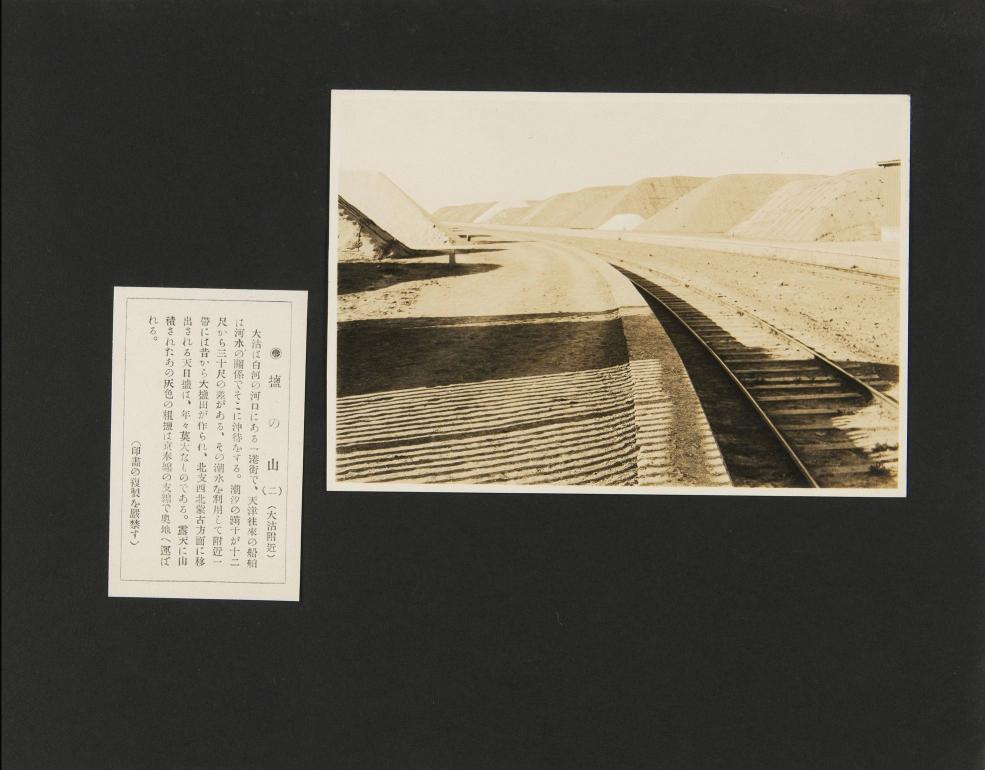 塩の山(二)(大沽附近)
大沽は白河の河口にある一港街で、天津往來の船舶
は河水の關係でそこに沖待をする。潮汐の滿干が十二
尺から三十尺の差がある、その潮水を利用して附近一
帶には昔から大塩田が作られ、北支西北蒙古方面に移
出される天日塩は、年々莫大なものである。露天に山
積されたあの灰色の粗塩は京奉線の支線で奥地へ運ば
れる。
(印畵の複製を嚴禁す)